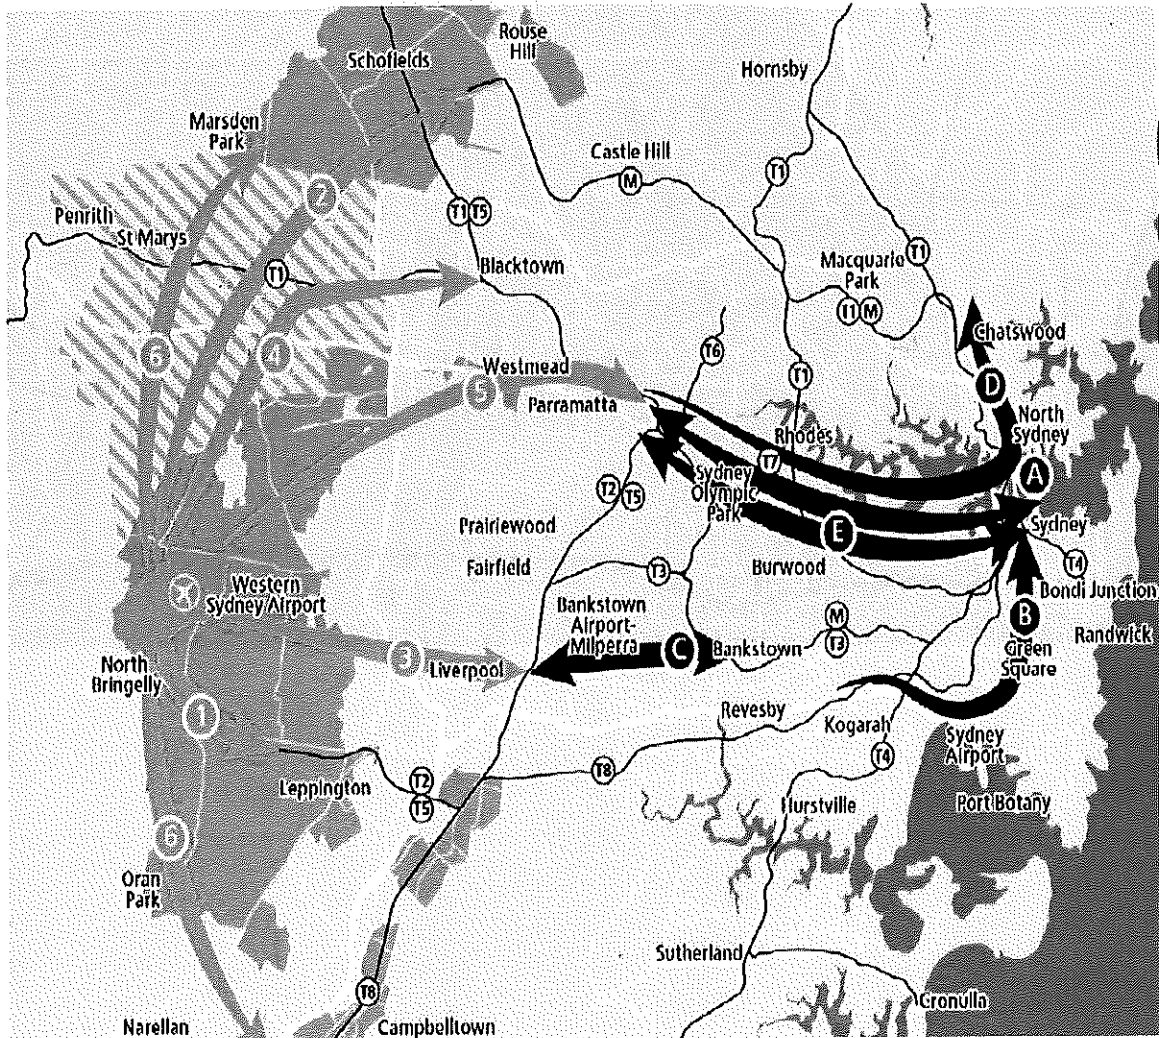 Rouse
Hill
Schofields
Hornsby
Marsden
Park
Castle Hill
M
T1
2
T1 T5
Penrith
St Marys
T1
Blacktown
Macquarie
Park
T1
T1 M
Chatswood
6
4
T6
Westmead
5
T1
D
North
Sydney
Parramatta
Rhodes
T7
A
Sydney
Olympic
Park
T2
T5
E
Sydney
Prairiewood
Fairfield
T3
Burwood
T4
Western
Sydney Airport
Bondi Junction
Bankstown
Airport-
Milperra
M
T3
B
Randwick
North
Bringelly
3
Liverpool
C
Bankstown
Green
Square
1
Revesby
Kogarah
Sydney
Airport
T4
Leppington
T2
T5
T8
Hurstville
Port Botany
6
Oran
Park
Sutherland
T8
Cronulla
Narellan
Campbelltown